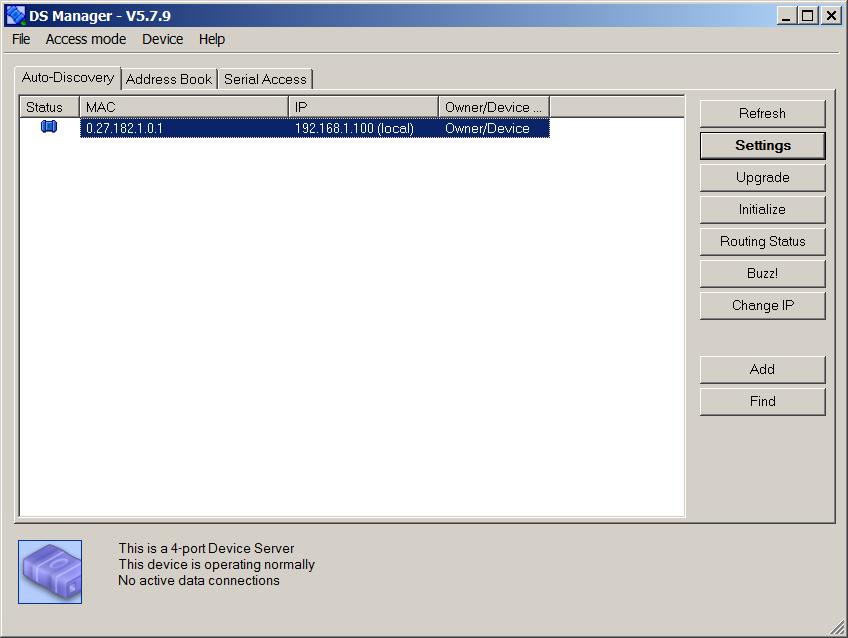 DS Manager - V5.7.9
File Access mode Device Help
Auto-Discovery Address Book Serial Access
Status MAC IP Owner/Device ...
0.27.182.1.0.1 192.168.1.100 (local) Owner/Device
Refresh
Settings
Upgrade
Initialize
Routing Status
Buzz!
Change IP
Add
Find
This is a 4-port Device Server
This device is operating normally
No active data connections